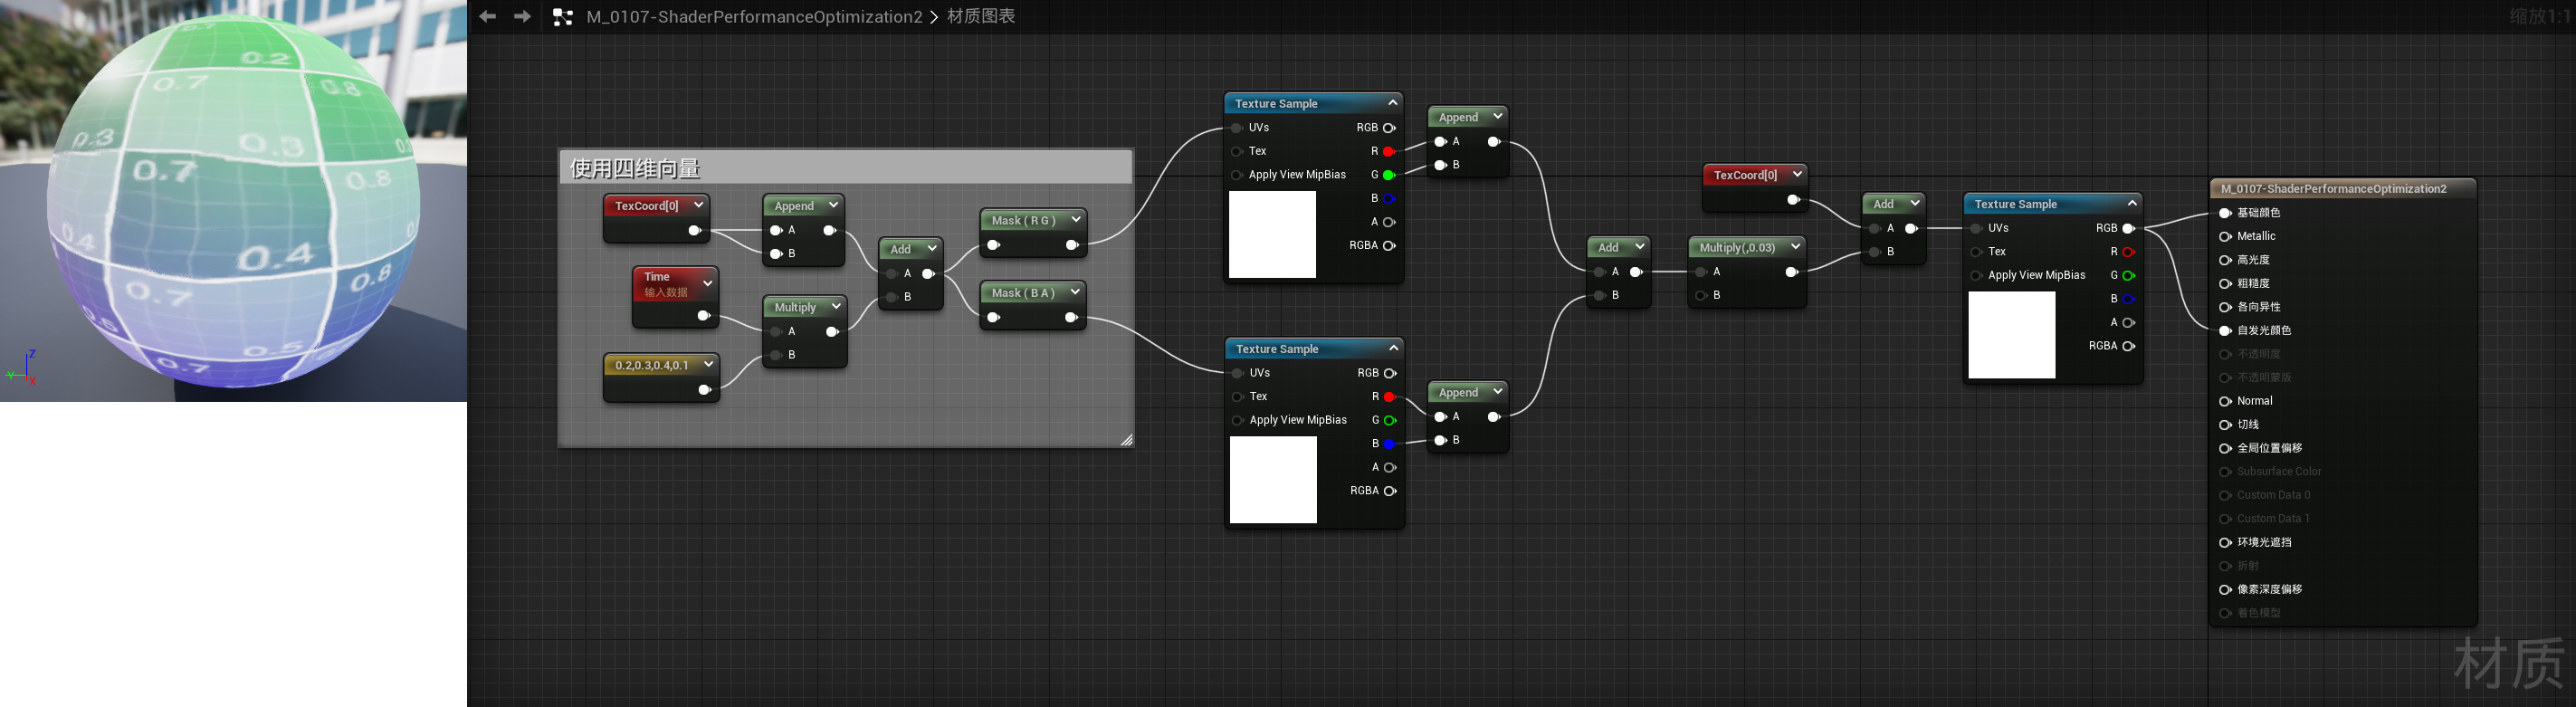 M_0107-ShaderPerformanceOptimization2 > 材质图表
缩放1:1
0.2
0.7
0.8
0.3
0.3
0.7
0.8
0.4
0.4
0.7
0.8
0.5
0.5
0.7
Z
Y
X
使用四维向量
TexCoord[0]
Append
A
B
Time
输入数据
Multiply
A
B
0.2,0.3,0.4,0.1
Add
A
B
Mask ( R G )
Mask ( B A )
Texture Sample
UVs
RGB
Tex
R
Apply View MipBias
G
B
A
RGBA
Append
A
B
Texture Sample
UVs
RGB
Tex
R
Apply View MipBias
G
B
A
RGBA
Append
A
B
Add
A
B
Multiply(,0.03)
A
B
TexCoord[0]
Add
A
B
Texture Sample
UVs
RGB
Tex
R
Apply View MipBias
G
B
A
RGBA
M_0107-ShaderPerformanceOptimization2
基础颜色
Metallic
高光度
粗糙度
各向异性
自发光颜色
不透明度
不透明蒙版
Normal
切线
全局位置偏移
Subsurface Color
Custom Data 0
Custom Data 1
环境光遮挡
折射
像素深度偏移
着色模型
材质